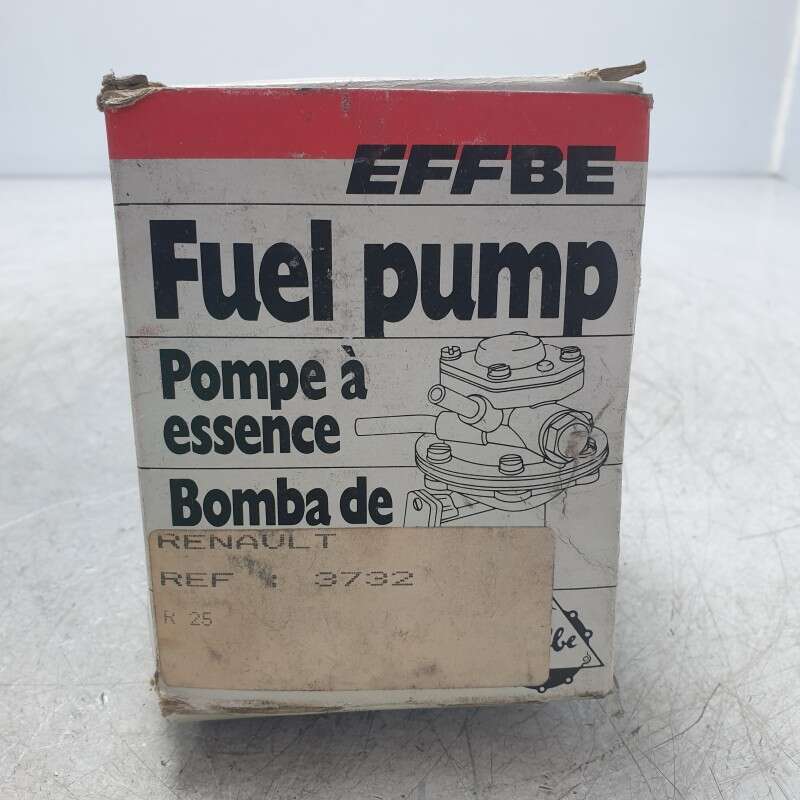 EFFBE
Fuel pump
Pompe à
essence
Bomba de
RENAULT
REF : 3732
R 25